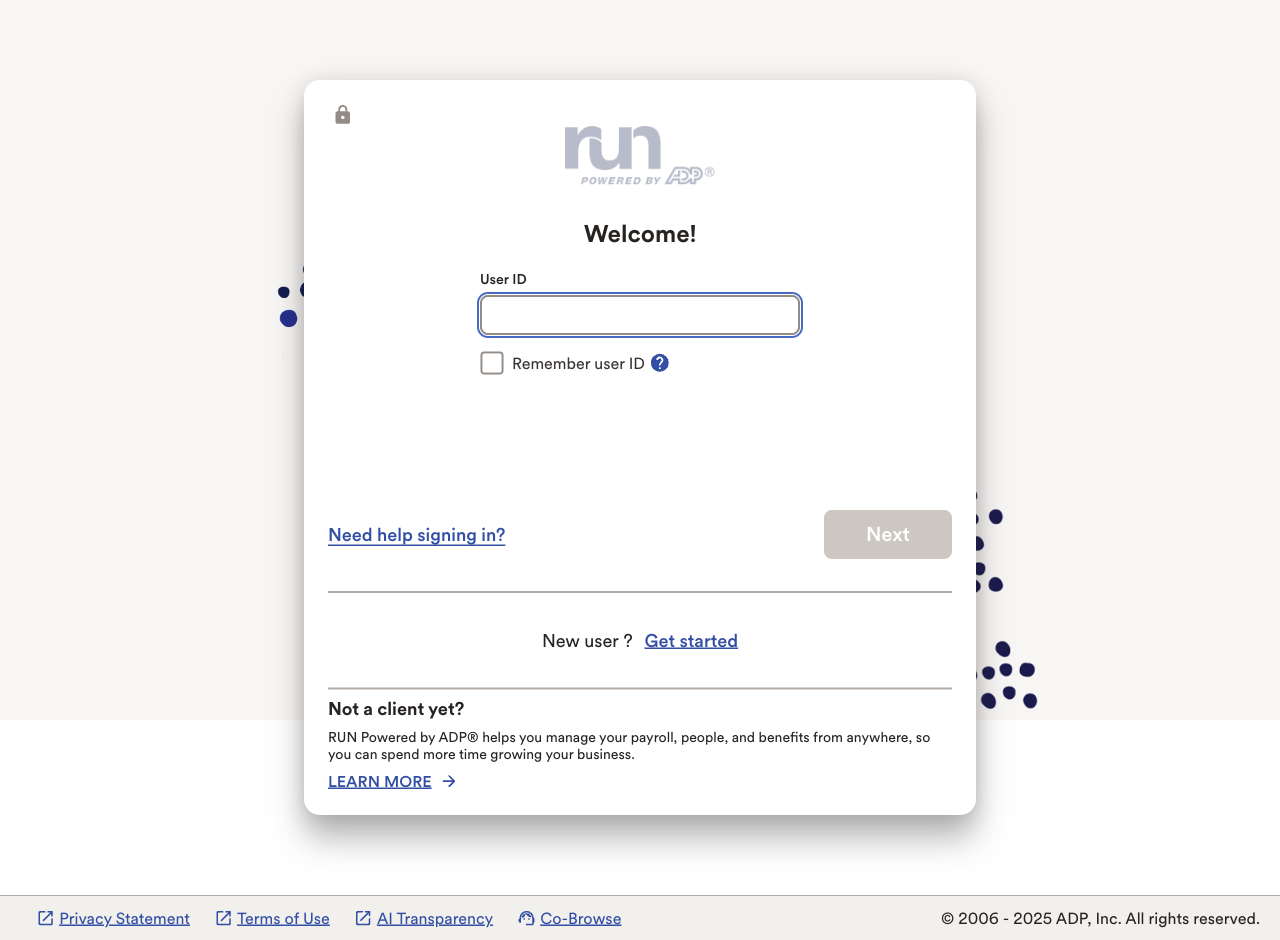 run
POWERED BY ADP®
Welcome!
User ID
Remember user ID ?
Need help signing in?
Next
New user ? Get started
Not a client yet?
RUN Powered by ADP® helps you manage your payroll, people, and benefits from anywhere, so
you can spend more time growing your business.
LEARN MORE
Privacy Statement Terms of Use AI Transparency Co-Browse © 2006 - 2025 ADP, Inc. All rights reserved.